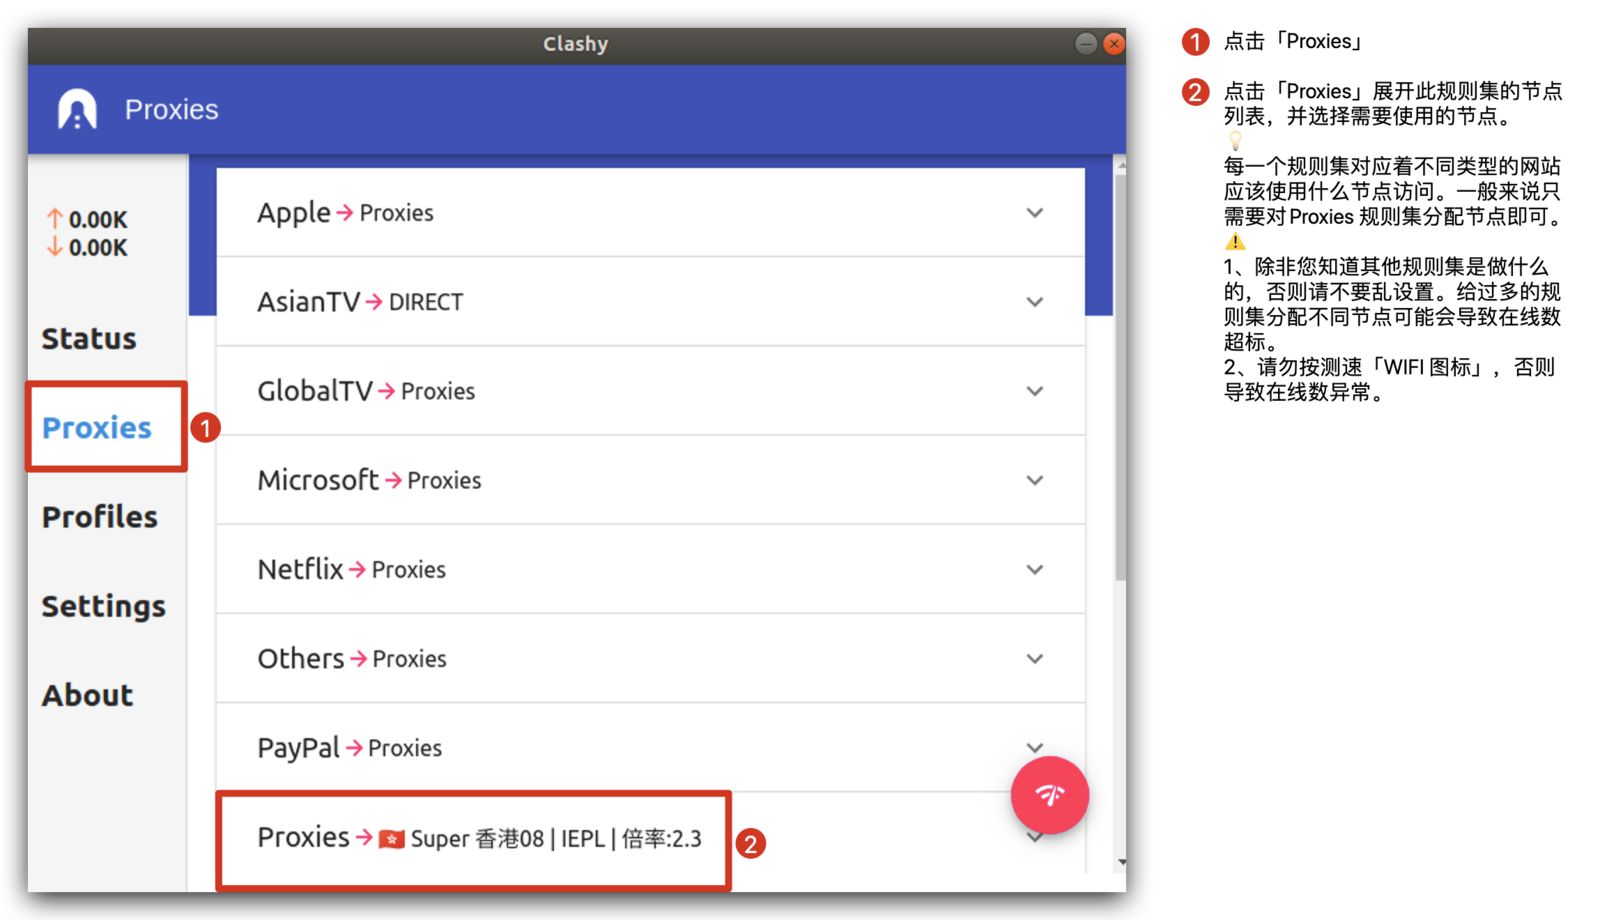 Clashy
Proxies
↑ 0.00K
↓ 0.00K
Status
Proxies
1
Profiles
Settings
About
Apple → Proxies
AsianTV → DIRECT
GlobalTV → Proxies
Microsoft → Proxies
Netflix → Proxies
Others → Proxies
PayPal → Proxies
Proxies → 🇭🇰 Super 香港08 | IEPL | 倍率:2.3
2
1 点击「Proxies」
2 点击「Proxies」展开此规则集的节点
列表，并选择需要使用的节点。
💡
每一个规则集对应着不同类型的网站
应该使用什么节点访问。一般来说只
需要对Proxies 规则集分配节点即可。
⚠️
1、除非您知道其他规则集是做什么
的，否则请不要乱设置。给过多的规
则集分配不同节点可能会导致在线数
超标。
2、请勿按测速「WIFI 图标」，否则
导致在线数异常。